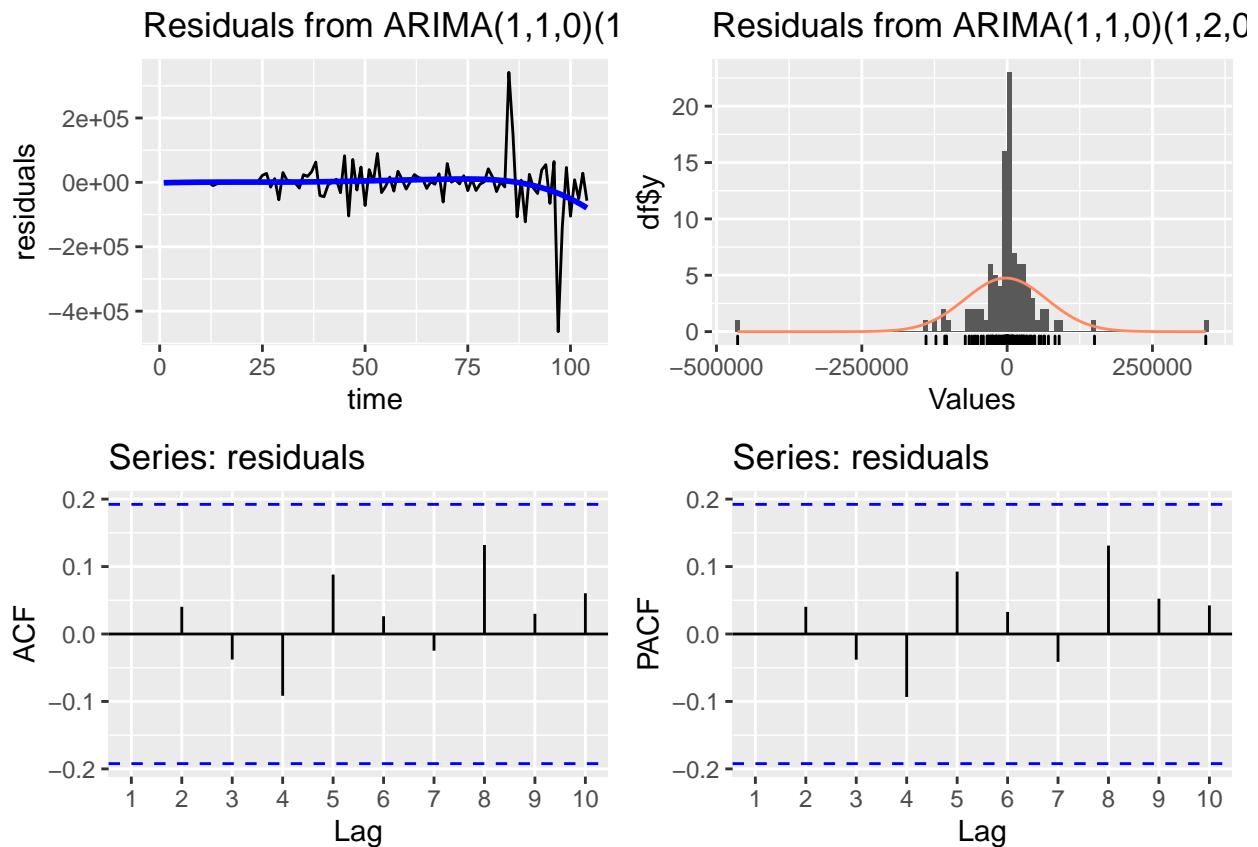 Residuals from ARIMA(1,1,0)(1
residuals
2e+05
0e+00
−2e+05
−4e+05
0 25 50 75 100
time
Residuals from ARIMA(1,1,0)(1,2,0
df$y
20
15
10
5
0
−500000 −250000 0 250000
Values
Series: residuals
ACF
0.2
0.1
0.0
−0.1
−0.2
1 2 3 4 5 6 7 8 9 10
Lag
Series: residuals
PACF
0.2
0.1
0.0
−0.1
−0.2
1 2 3 4 5 6 7 8 9 10
Lag